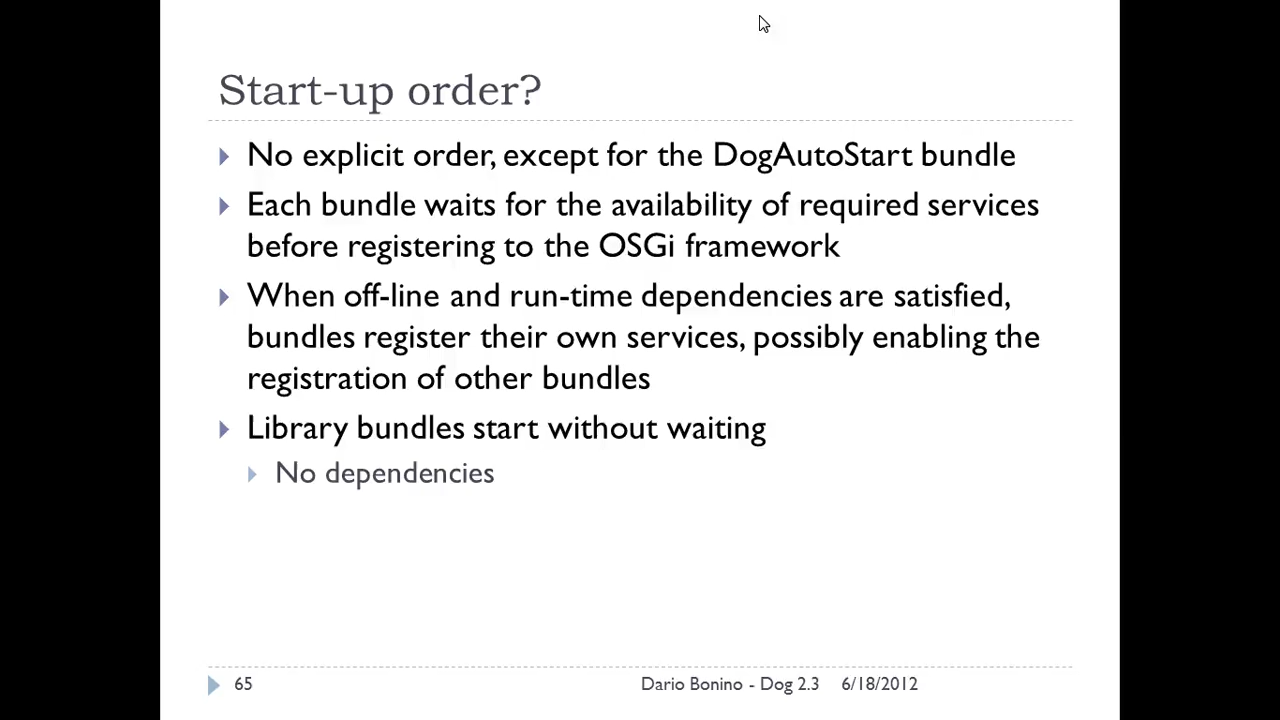 Start-up order?
No explicit order, except for the DogAutoStart bundle
Each bundle waits for the availability of required services
before registering to the OSGi framework
When off-line and run-time dependencies are satisfied,
bundles register their own services, possibly enabling the
registration of other bundles
Library bundles start without waiting
No dependencies
65 Dario Bonino - Dog 2.3 6/18/2012